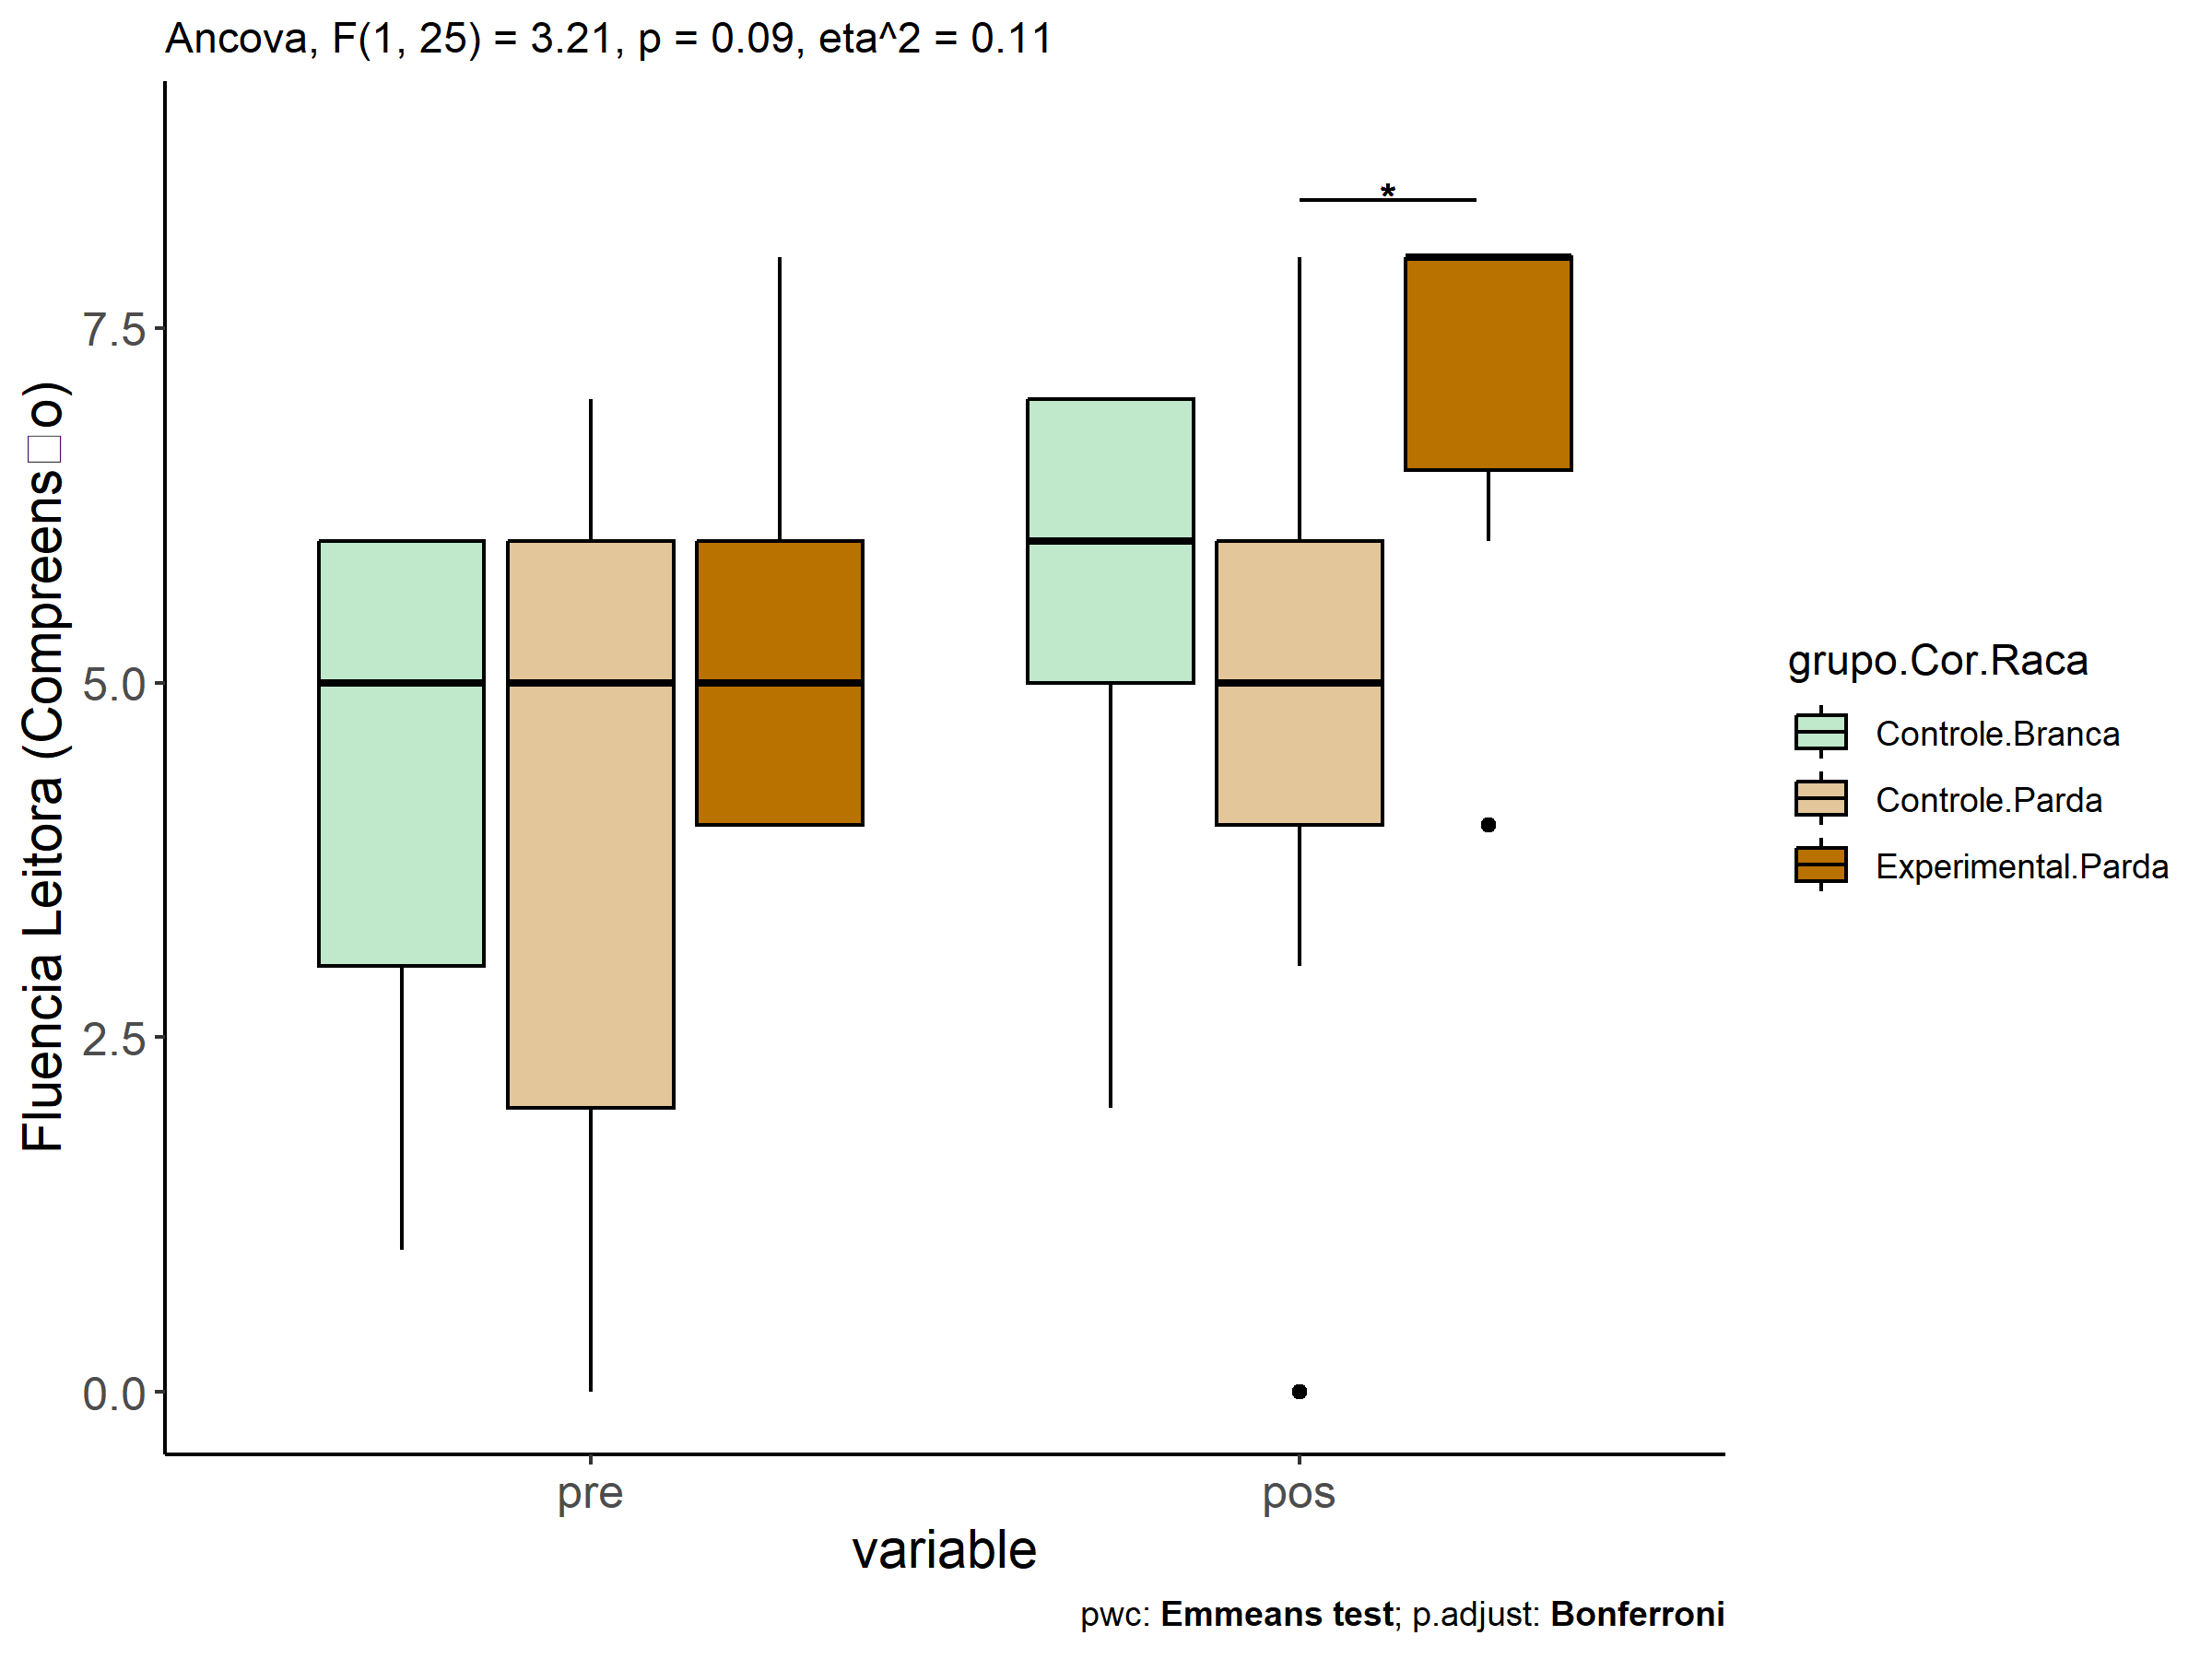 Ancova, F(1, 25) = 3.21, p = 0.09, eta^2 = 0.11
Fluencia Leitora (Compreens□o)
7.5
5.0
2.5
0.0
*
pre
pos
variable
grupo.Cor.Raca
Controle.Branca
Controle.Parda
Experimental.Parda
pwc: Emmeans test; p.adjust: Bonferroni